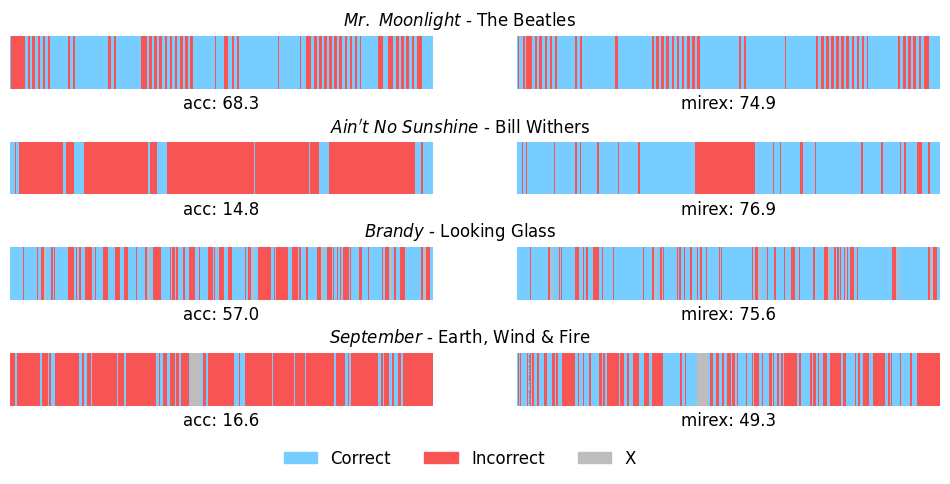 Mr. Moonlight - The Beatles
acc: 68.3 mirex: 74.9
Ain't No Sunshine - Bill Withers
acc: 14.8 mirex: 76.9
Brandy - Looking Glass
acc: 57.0 mirex: 75.6
September - Earth, Wind & Fire
acc: 16.6 mirex: 49.3
Correct Incorrect X